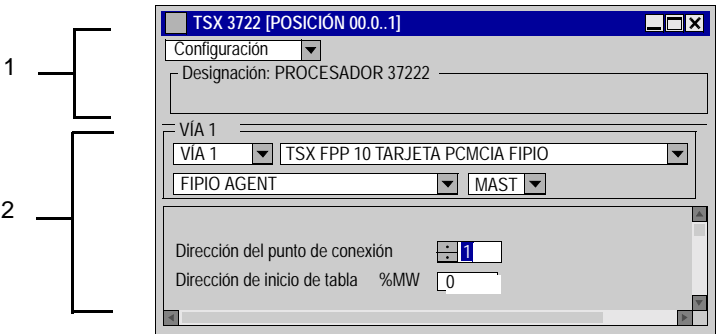 TSX 3722 [POSICIÓN 00.0..1]
Configuración
1
Designación: PROCESADOR 37222
VÍA 1
VÍA 1 TSX FPP 10 TARJETA PCMCIA FIPIO
FIPIO AGENT MAST
2
Dirección del punto de conexión 1
Dirección de inicio de tabla %MW 0